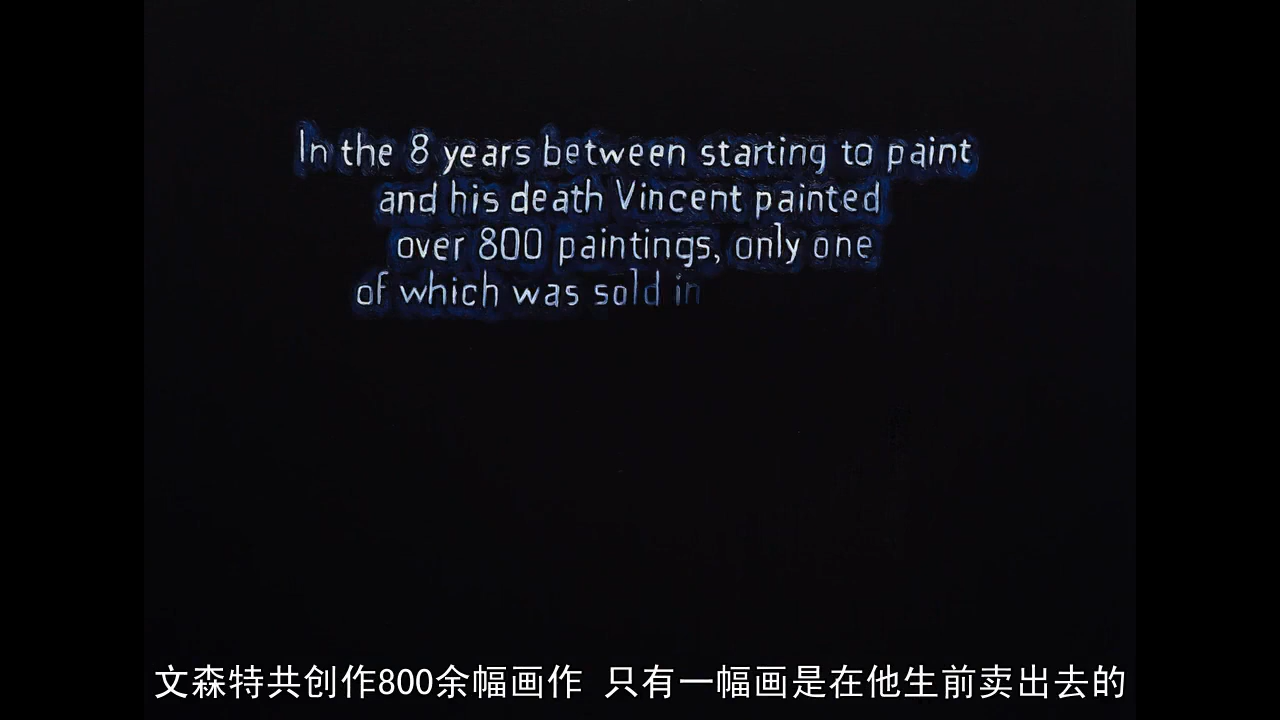 In the 8 years between starting to paint
and his death Vincent painted
over 800 paintings, only one
of which was sold in
文森特共创作800余幅画作 只有一幅画是在他生前卖出去的